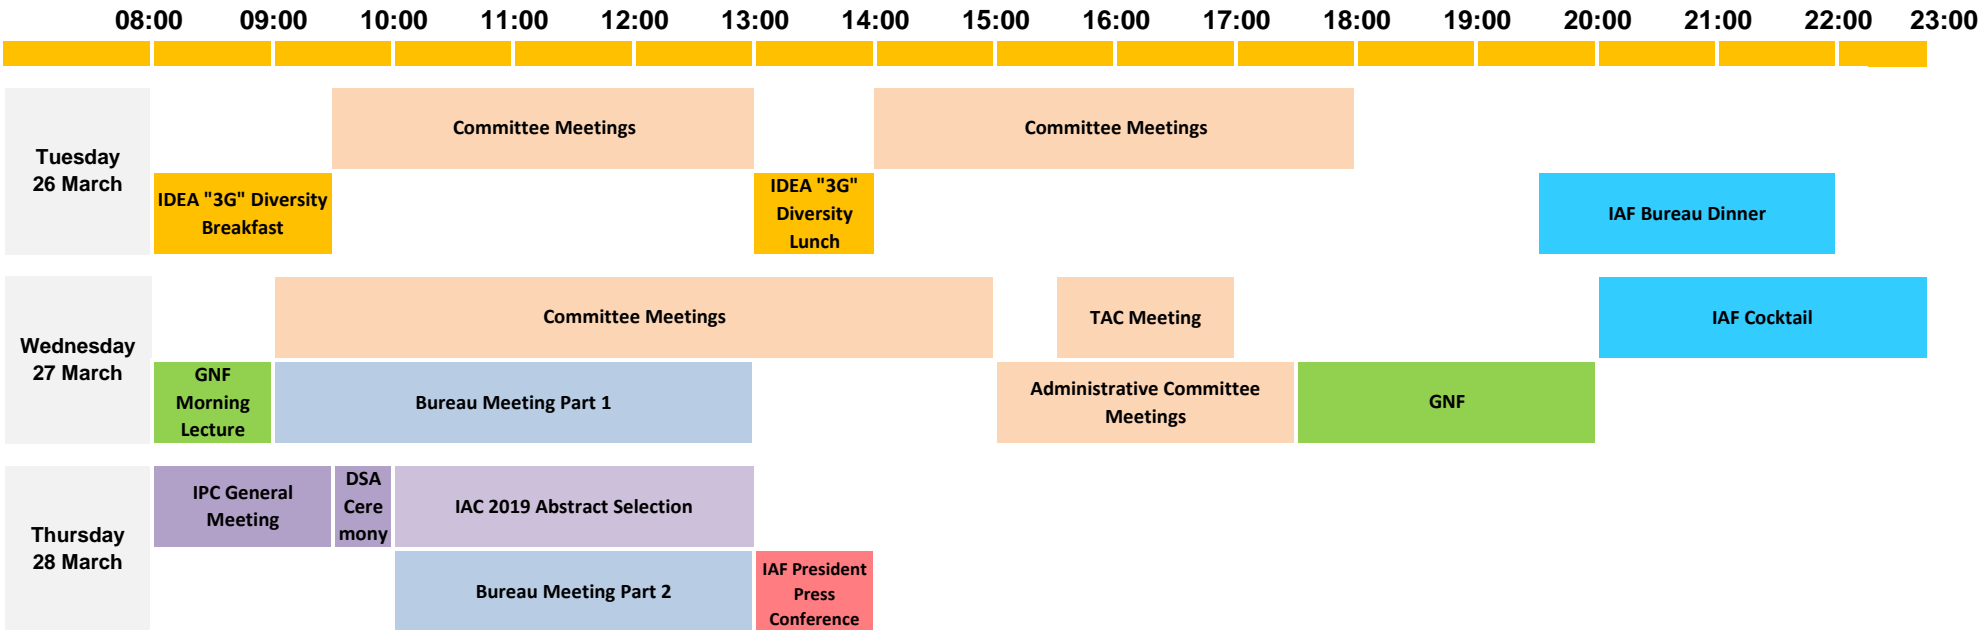 08:00 09:00 10:00 11:00 12:00 13:00 14:00 15:00 16:00 17:00 18:00 19:00 20:00 21:00 22:00 23:00
Tuesday
26 March
Committee Meetings
Committee Meetings
IDEA "3G" Diversity
Breakfast
IDEA "3G"
Diversity
Lunch
IAF Bureau Dinner
Wednesday
27 March
Committee Meetings
TAC Meeting
IAF Cocktail
GNF
Morning
Lecture
Bureau Meeting Part 1
Administrative Committee
Meetings
GNF
Thursday
28 March
IPC General
Meeting
DSA
Cere
mony
IAC 2019 Abstract Selection
Bureau Meeting Part 2
IAF President
Press
Conference